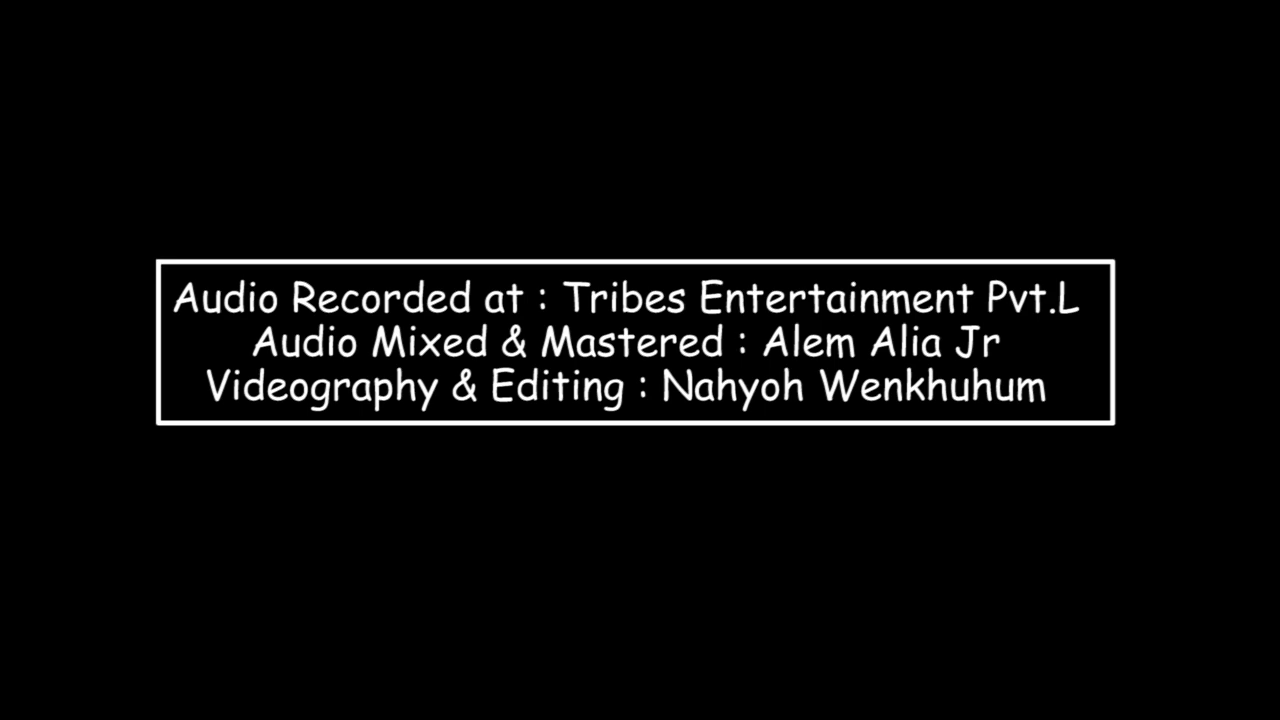 Audio Recorded at : Tribes Entertainment Pvt.L
Audio Mixed & Mastered : Alem Alia Jr
Videography & Editing : Nahyoh Wenkhuhum